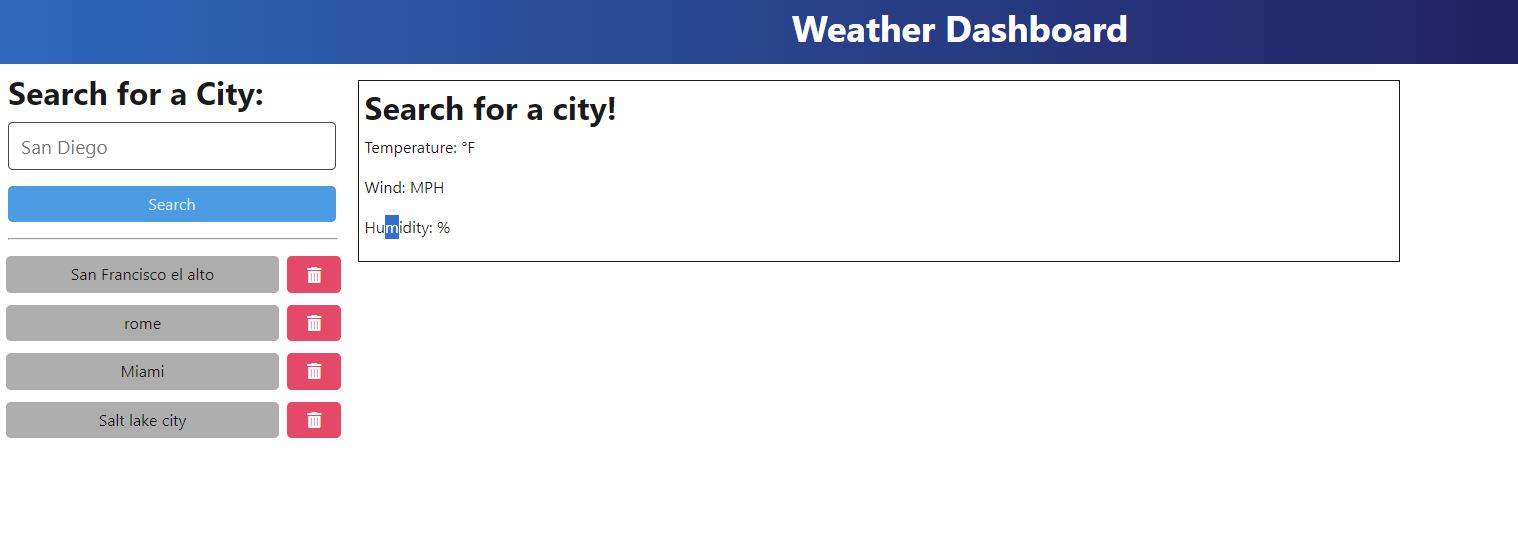 Weather Dashboard
Search for a City:
San Diego
Search
San Francisco el alto
rome
Miami
Salt lake city
Search for a city!
Temperature: °F
Wind: MPH
Humidity: %